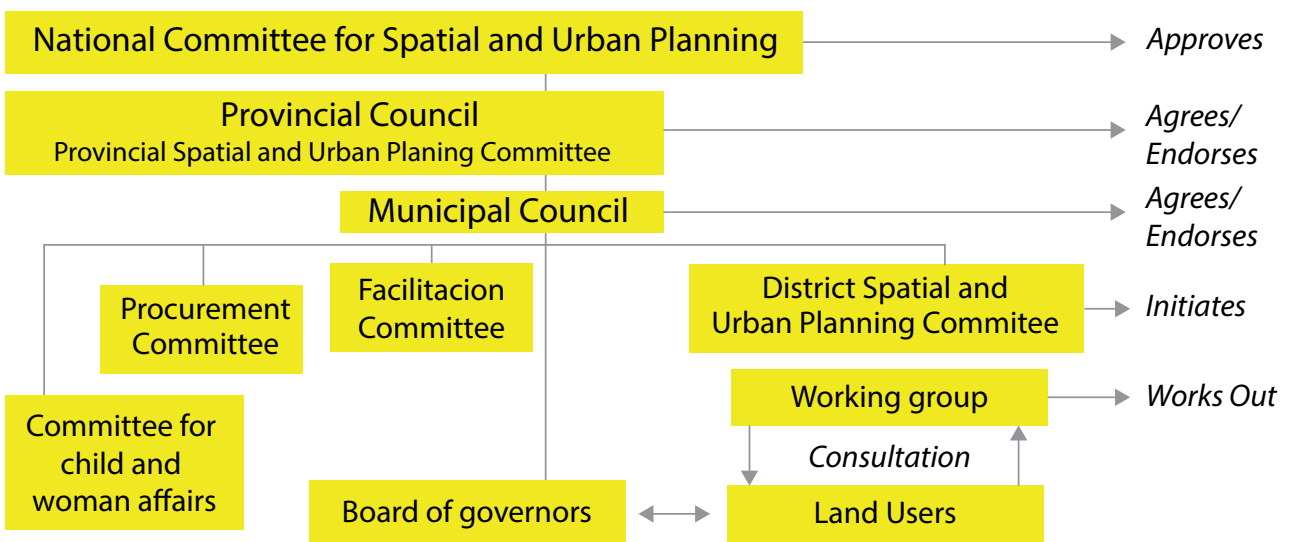 National Committee for Spatial and Urban Planning
Approves
Provincial Council
Provincial Spatial and Urban Planing Committee
Agrees/
Endorses
Municipal Council
Agrees/
Endorses
Procurement
Committee
Facilitacion
Committee
District Spatial and
Urban Planning Commitee
Initiates
Committee for
child and
woman affairs
Working group
Works Out
Consultation
Board of governors
Land Users